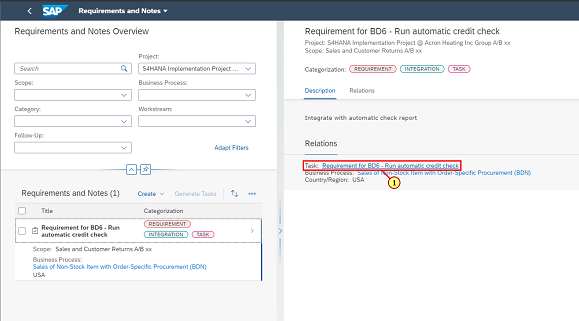 SAP Requirements and Notes
Requirements and Notes Overview
Project:
Search
S4HANA Implementation Project ...
Scope:
Business Process:
Category:
Workstream:
Follow-Up:
Adapt Filters
Requirements and Notes (1)
Create
Generate Tasks
Title
Categorization
Requirement for BD6 - Run automatic credit check
REQUIREMENT
INTEGRATION
TASK
Scope: Sales and Customer Returns A/B xx
Business Process:
Sales of Non-Stock Item with Order-Specific Procurement (BDN)
USA
Requirement for BD6 - Run automatic credit check
Project: S4HANA Implementation Project @ Acron Heating Inc Group A/B xx
Scope: Sales and Customer Returns A/B xx
Categorization: REQUIREMENT INTEGRATION TASK
Description Relations
Integrate with automatic check report
Relations
Task: Requirement for BD6 - Run automatic credit check
Business Process: Sales of Non-Stock Item with Order-Specific Procurement (BDN)
Country/Region: USA
1